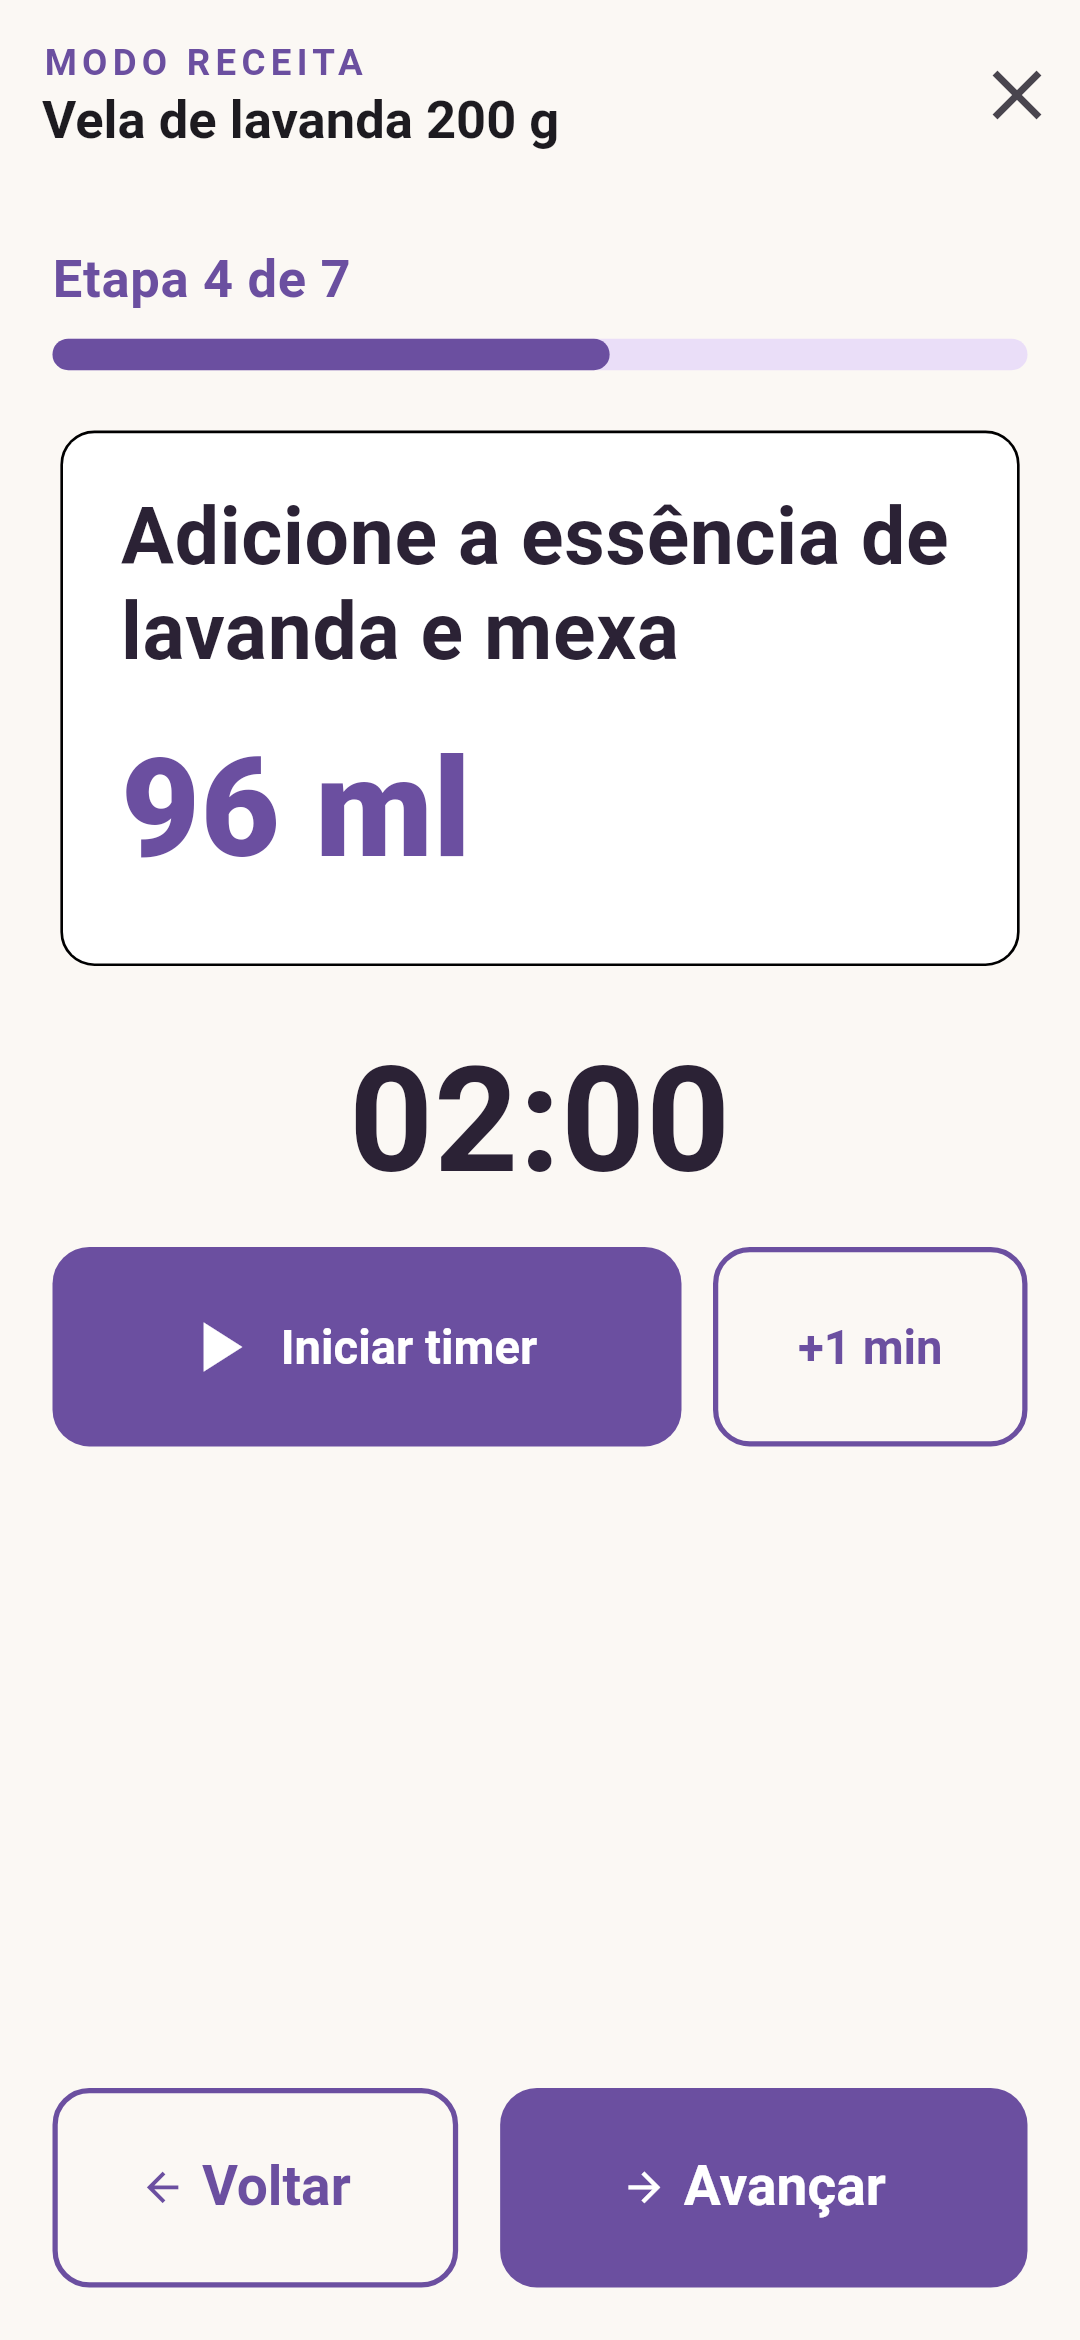 MODO RECEITA
Vela de lavanda 200 g
Etapa 4 de 7
Adicione a essência de
lavanda e mexa
96 ml
02:00
Iniciar timer
+1 min
Voltar
Avançar